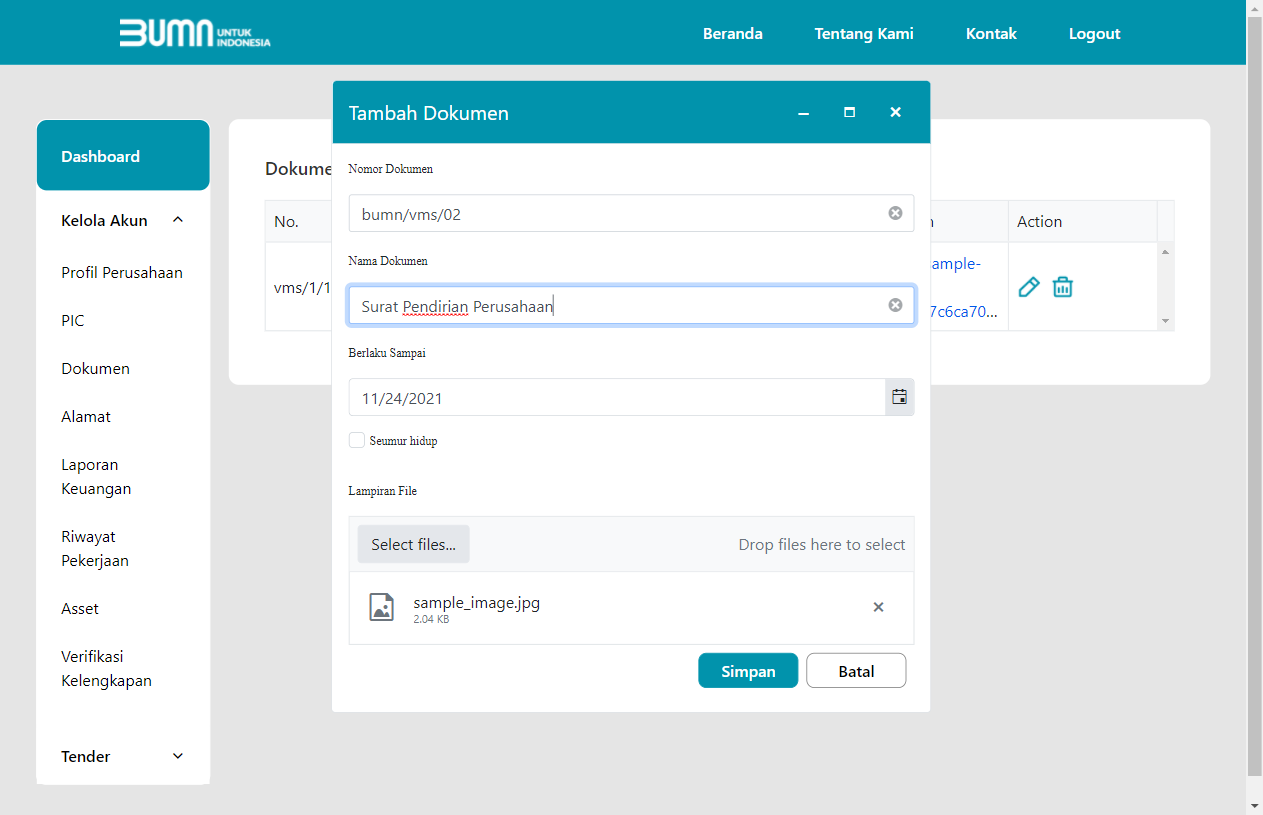 BUMN UNTUK INDONESIA
Beranda
Tentang Kami
Kontak
Logout
Dashboard
Kelola Akun
Profil Perusahaan
PIC
Dokumen
Alamat
Laporan
Keuangan
Riwayat
Pekerjaan
Asset
Verifikasi
Kelengkapan
Tender
Tambah Dokumen
Nomor Dokumen
bumn/vms/02
Nama Dokumen
Surat Pendirian Perusahaan
Berlaku Sampai
11/24/2021
Seumur hidup
Lampiran File
Select files...
Drop files here to select
sample_image.jpg
2.04 KB
Simpan
Batal
Dokume
No.
Action
vms/1/1
ample-
7c6ca70...